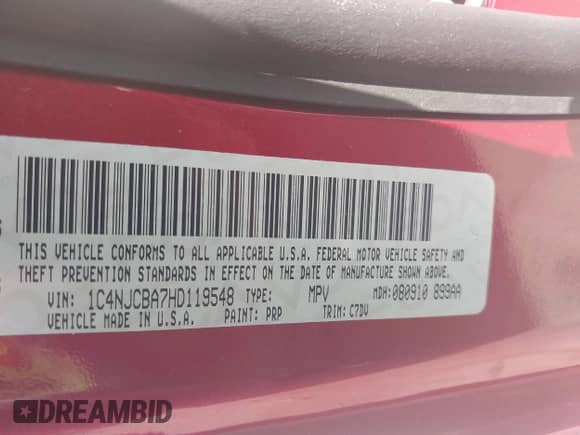 THIS VEHICLE CONFORMS TO ALL APPLICABLE U.S.A. FEDERAL MOTOR VEHICLE SAFETY AND
THEFT PREVENTION STANDARDS IN EFFECT ON THE DATE OF MANUFACTURE SHOWN ABOVE.
VIN: 1C4NJCBA7HD119548 TYPE: MPV MDH:080910 899AA
VEHICLE MADE IN U.S.A. PAINT: PRP TRIM: C7DV
DREAMBID